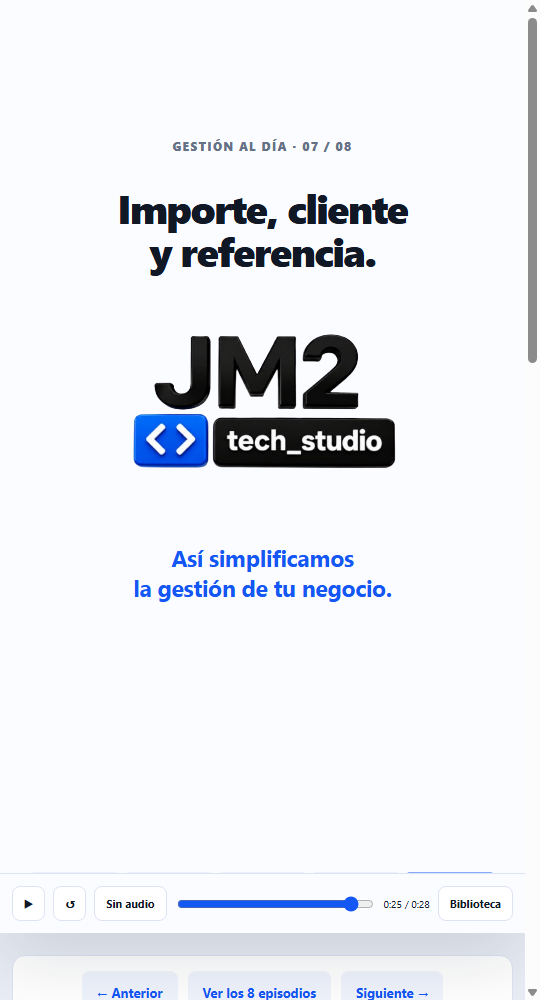 GESTIÓN AL DÍA · 07 / 08
Importe, cliente
y referencia.
JM2
<> tech_studio
Así simplificamos
la gestión de tu negocio.
▶ ↺ Sin audio 0:25 / 0:28 Biblioteca
← Anterior Ver los 8 episodios Siguiente →